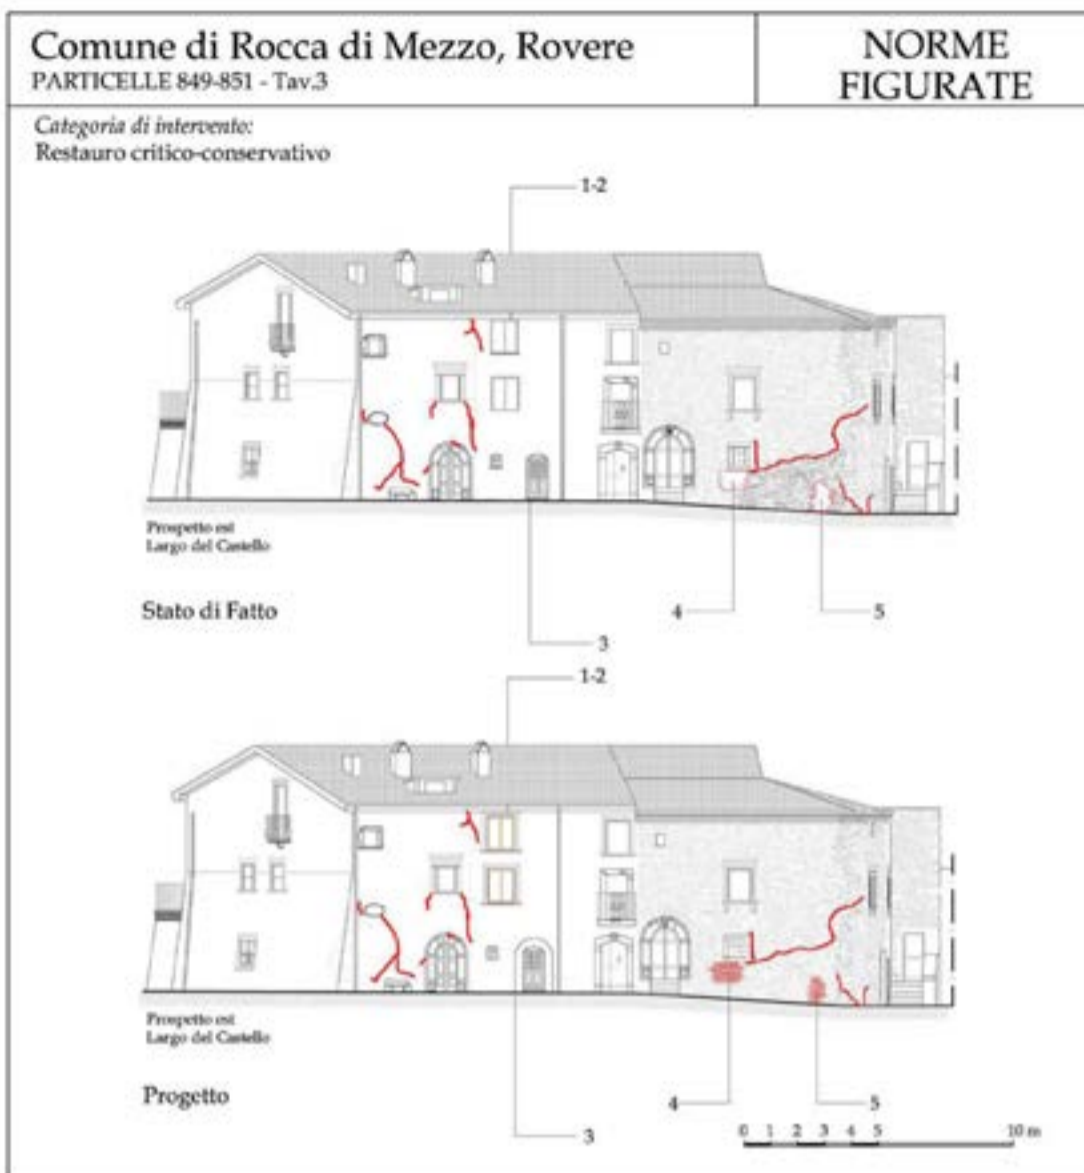 Comune di Rocca di Mezzo, Rovere
PARTICELLE 849-851 - Tav.3
NORME
FIGURATE
Categoria di intervento:
Restauro critico-conservativo
1-2
Prospetto est
Largo del Castello
Stato di Fatto
4
5
3
1-2
Prospetto est
Largo del Castello
Progetto
4
5
3
0 1 2 3 4 5 10 m